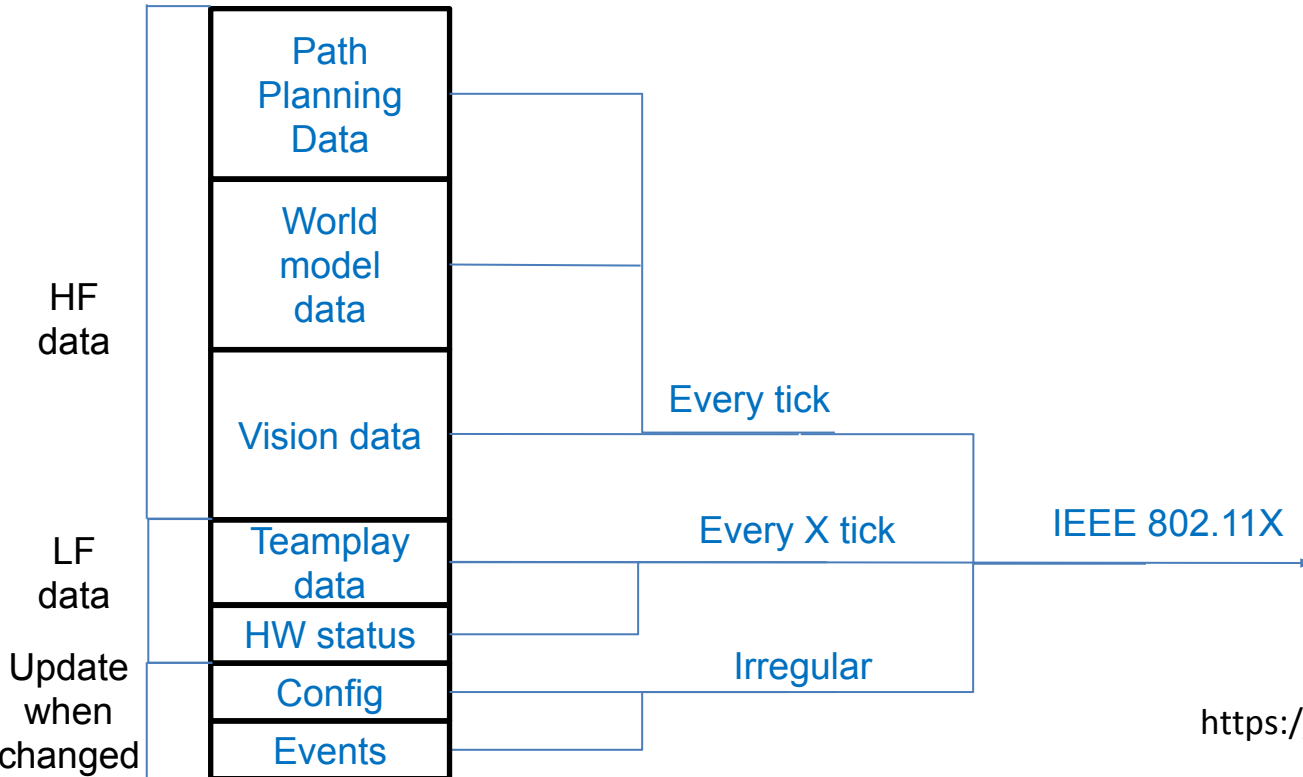 Path
Planning
Data
World
model
data
HF
data
Vision data
Every tick
LF
data
Teamplay
data
Every X tick
IEEE 802.11X
HW status
Update
when
changed
Config
Irregular
Events
https:/